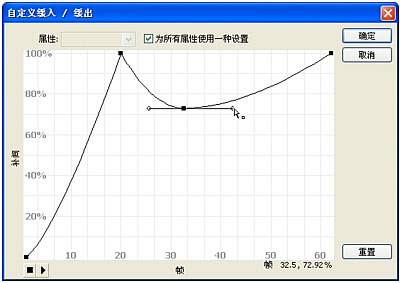 自定义缓入 / 缓出
属性:
为所有属性使用一种设置
确定
取消
100%
80%
60%
40%
20%
补间
10
20
30
40
50
60
帧
帧 32.5, 72.92%
重置